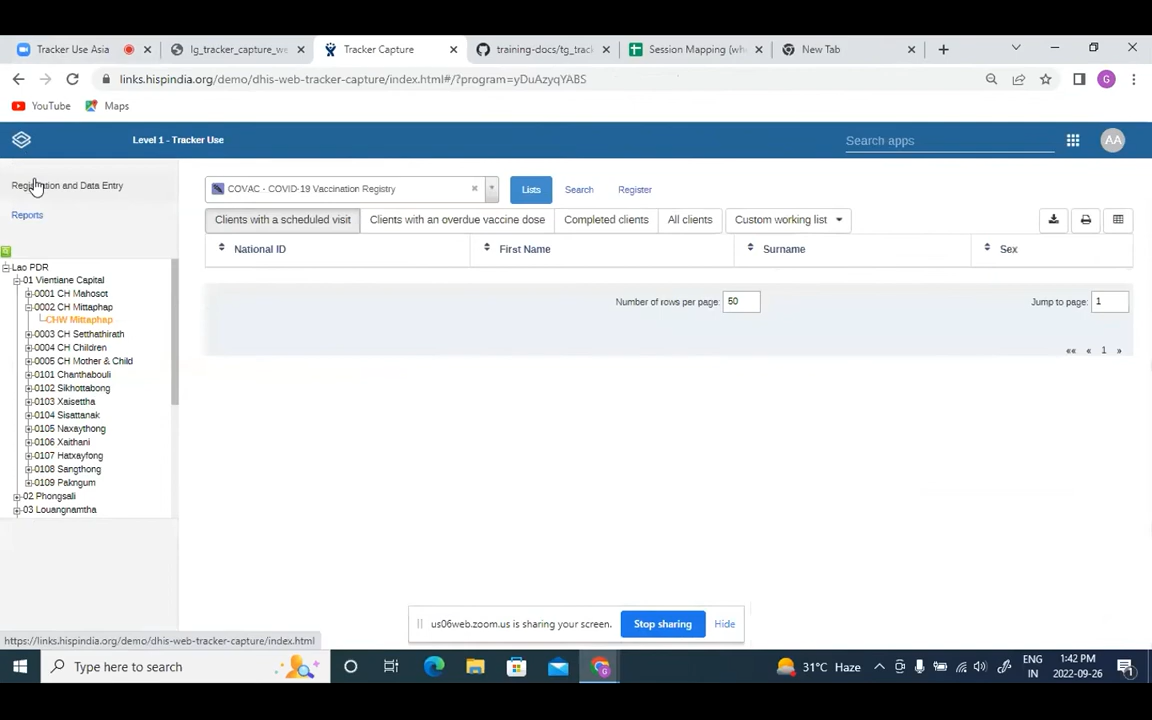 Tracker Use Asia
lg_tracker_capture_we
Tracker Capture
training-docs/tg_track
Session Mapping (wh
New Tab
links.hispindia.org/demo/dhis-web-tracker-capture/index.html#/?program=yDuAzyqYABS
G
YouTube
Maps
Level 1 - Tracker Use
Search apps
AA
Registration and Data Entry
Reports
COVAC - COVID-19 Vaccination Registry
Lists
Search
Register
Clients with a scheduled visit
Clients with an overdue vaccine dose
Completed clients
All clients
Custom working list
National ID
First Name
Surname
Sex
Number of rows per page: 50
Jump to page: 1
«« « 1 »
Lao PDR
01 Vientiane Capital
0001 CH Mahosot
0002 CH Mittaphap
CHW Mittaphap
0003 CH Setthathirath
0004 CH Children
0005 CH Mother & Child
0101 Chanthabouli
0102 Sikhottabong
0103 Xaisettha
0104 Sisattanak
0105 Naxaythong
0106 Xaithani
0107 Hatxayfong
0108 Sangthong
0109 Pakngum
02 Phongsali
03 Louangnamtha
us06web.zoom.us is sharing your screen.
Stop sharing
Hide
https://links.hispindia.org/demo/dhis-web-tracker-capture/index.html
Type here to search
31°C Haze
ENG
IN
1:42 PM
2022-09-26
1